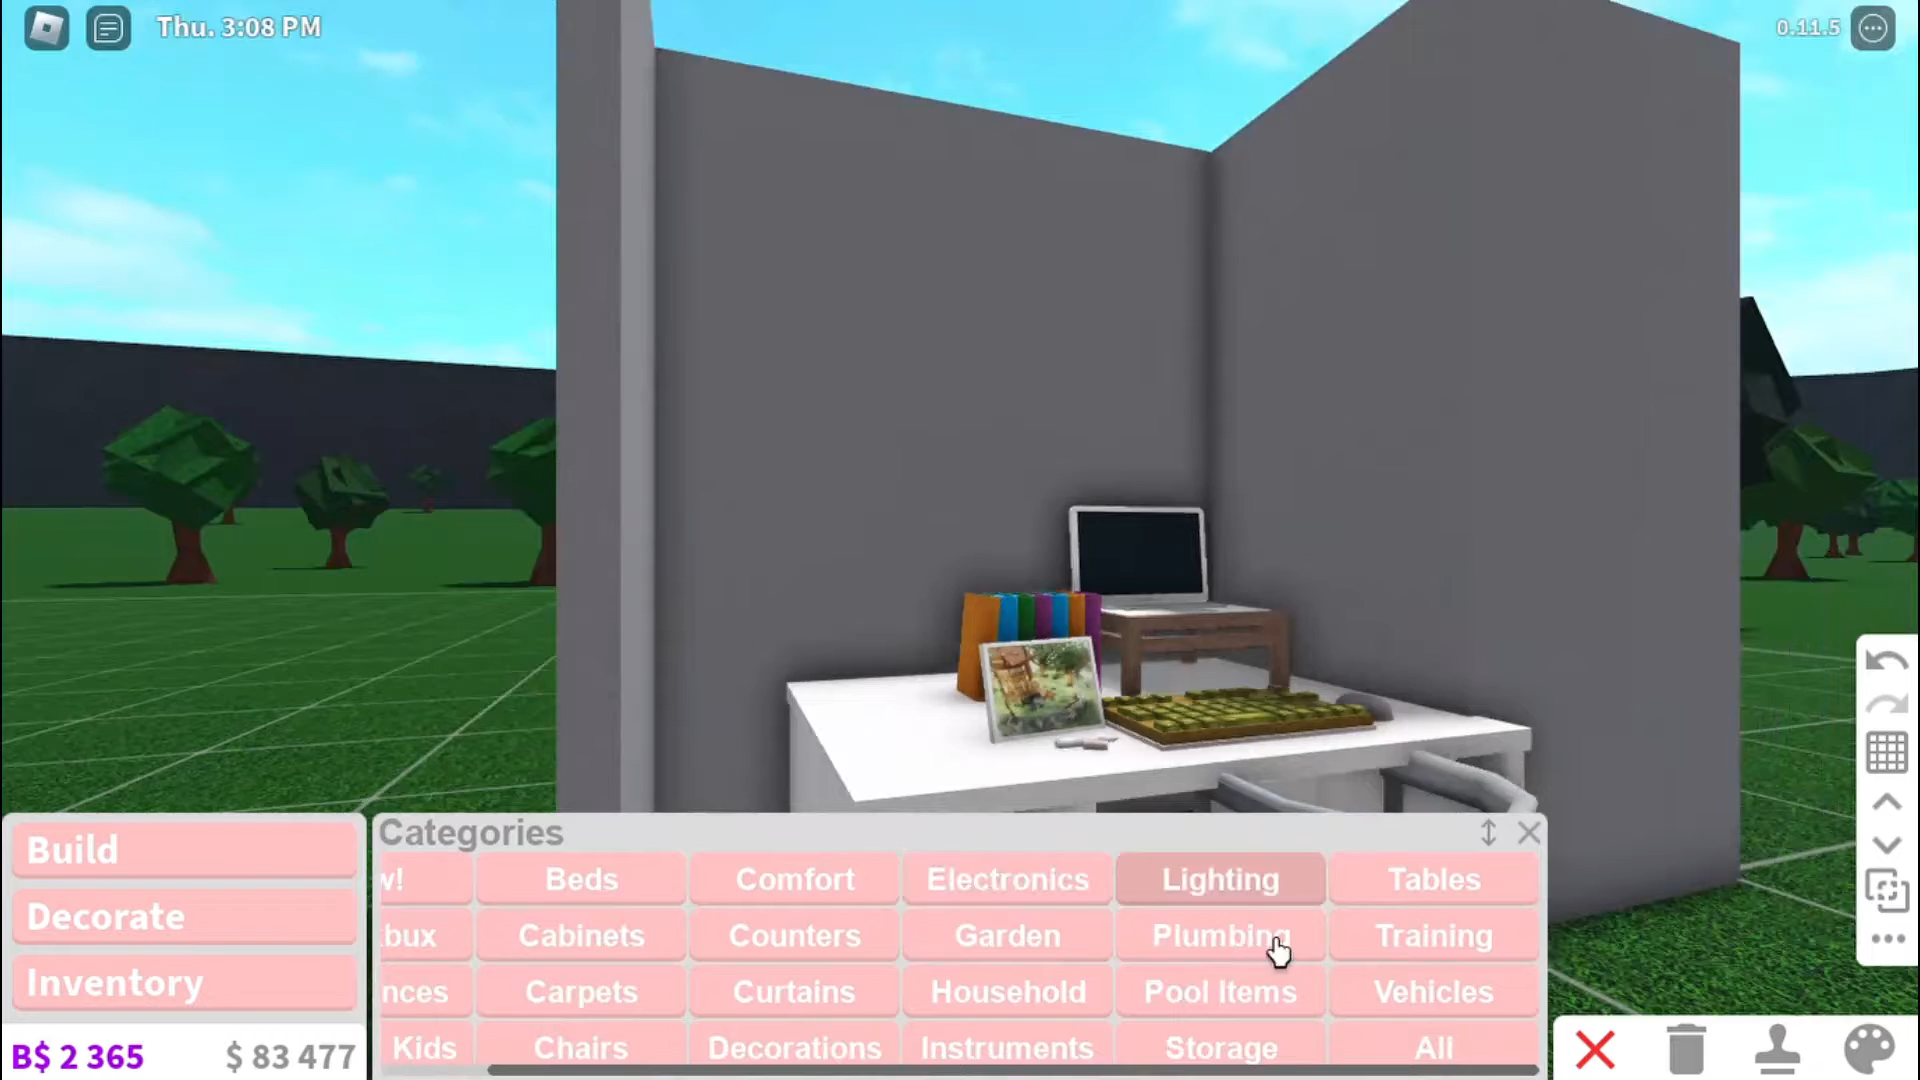 Thu. 3:08 PM
0.11.5
Build
Decorate
Inventory
B$ 2 365
$ 83 477
Categories
w!
Beds
Comfort
Electronics
Lighting
Tables
bux
Cabinets
Counters
Garden
Plumbing
Training
nces
Carpets
Curtains
Household
Pool Items
Vehicles
Kids
Chairs
Decorations
Instruments
Storage
All